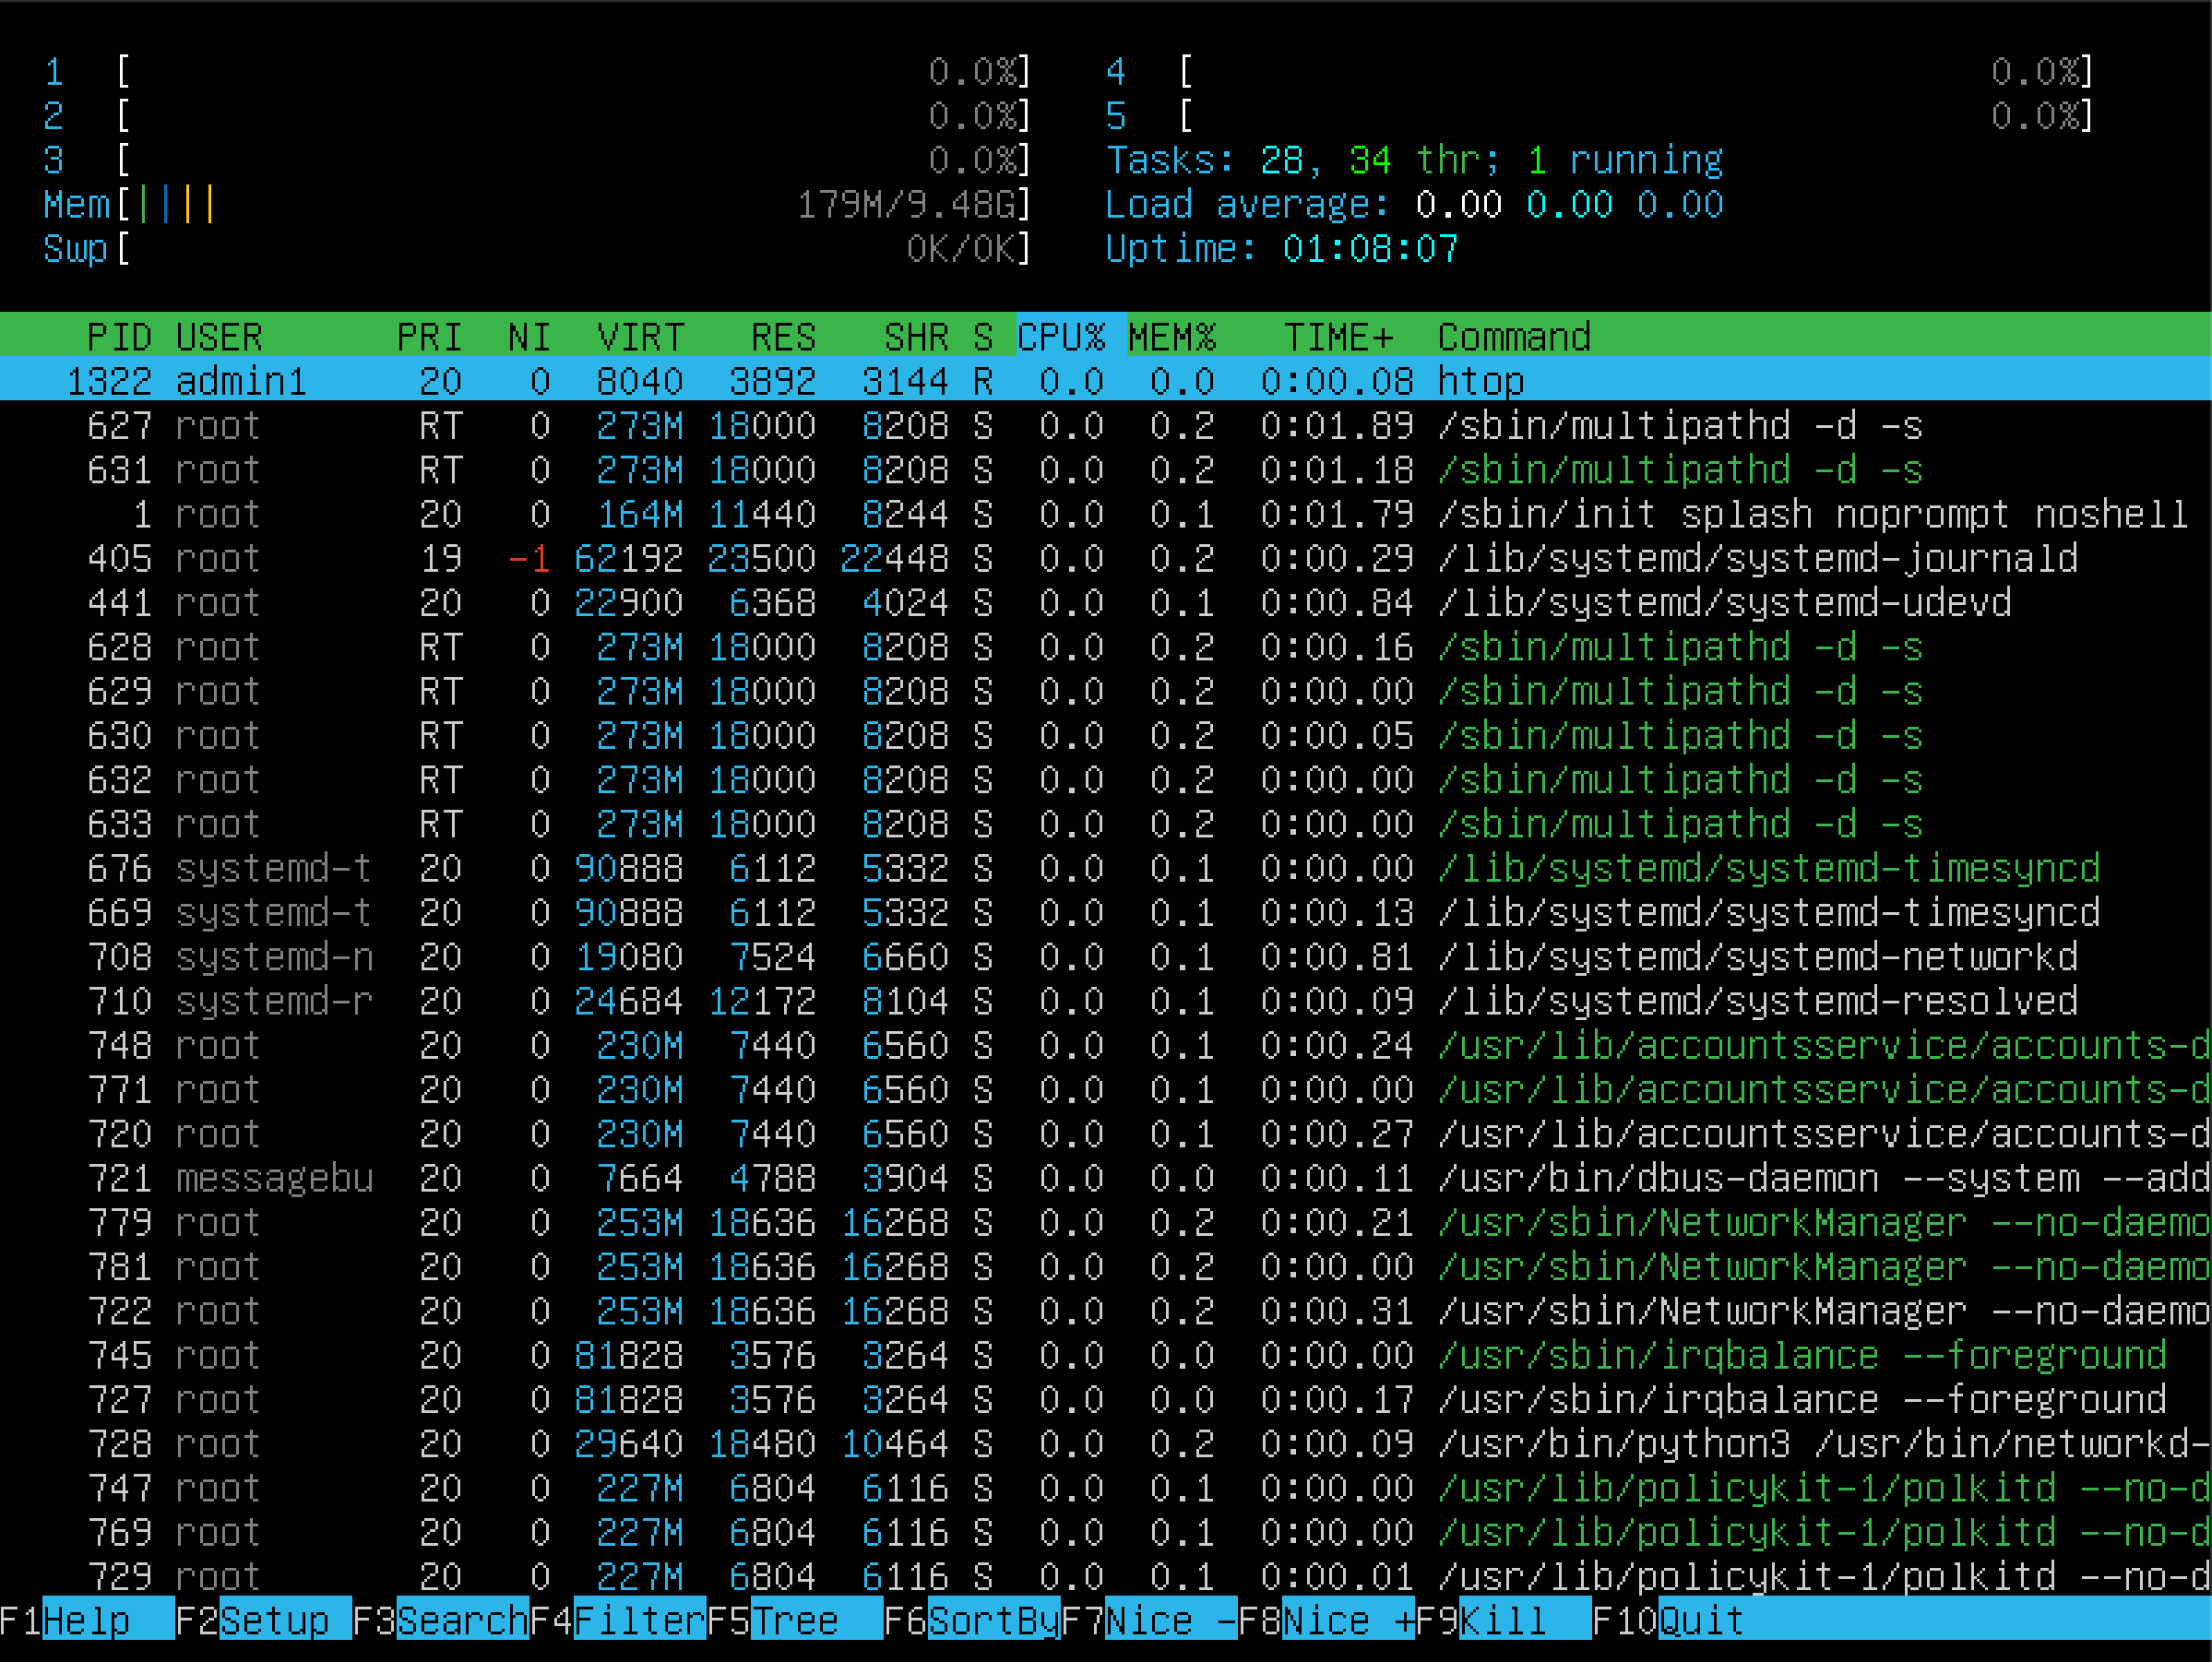 1 [ 0.0%] 4 [ 0.0%]
2 [ 0.0%] 5 [ 0.0%]
3 [ 0.0%] Tasks: 28, 34 thr; 1 running
Mem[|||| 179M/9.48G] Load average: 0.00 0.00 0.00
Swp[ 0K/0K] Uptime: 01:08:07
PID USER PRI NI VIRT RES SHR S CPU% MEM% TIME+ Command
1322 admin1 20 0 8040 3892 3144 R 0.0 0.0 0:00.08 htop
627 root RT 0 273M 18000 8208 S 0.0 0.2 0:01.89 /sbin/multipathd -d -s
631 root RT 0 273M 18000 8208 S 0.0 0.2 0:01.18 /sbin/multipathd -d -s
1 root 20 0 164M 11440 8244 S 0.0 0.1 0:01.79 /sbin/init splash noprompt noshell
405 root 19 -1 62192 23500 22448 S 0.0 0.2 0:00.29 /lib/systemd/systemd-journald
441 root 20 0 22900 6368 4024 S 0.0 0.1 0:00.84 /lib/systemd/systemd-udevd
628 root RT 0 273M 18000 8208 S 0.0 0.2 0:00.16 /sbin/multipathd -d -s
629 root RT 0 273M 18000 8208 S 0.0 0.2 0:00.00 /sbin/multipathd -d -s
630 root RT 0 273M 18000 8208 S 0.0 0.2 0:00.05 /sbin/multipathd -d -s
632 root RT 0 273M 18000 8208 S 0.0 0.2 0:00.00 /sbin/multipathd -d -s
633 root RT 0 273M 18000 8208 S 0.0 0.2 0:00.00 /sbin/multipathd -d -s
676 systemd-t 20 0 90888 6112 5332 S 0.0 0.1 0:00.00 /lib/systemd/systemd-timesyncd
669 systemd-t 20 0 90888 6112 5332 S 0.0 0.1 0:00.13 /lib/systemd/systemd-timesyncd
708 systemd-n 20 0 19080 7524 6660 S 0.0 0.1 0:00.81 /lib/systemd/systemd-networkd
710 systemd-r 20 0 24684 12172 8104 S 0.0 0.1 0:00.09 /lib/systemd/systemd-resolved
748 root 20 0 230M 7440 6560 S 0.0 0.1 0:00.24 /usr/lib/accountsservice/accounts-d
771 root 20 0 230M 7440 6560 S 0.0 0.1 0:00.00 /usr/lib/accountsservice/accounts-d
720 root 20 0 230M 7440 6560 S 0.0 0.1 0:00.27 /usr/lib/accountsservice/accounts-d
721 messagebu 20 0 7664 4788 3904 S 0.0 0.0 0:00.11 /usr/bin/dbus-daemon --system --add
779 root 20 0 253M 18636 16268 S 0.0 0.2 0:00.21 /usr/sbin/NetworkManager --no-daemo
781 root 20 0 253M 18636 16268 S 0.0 0.2 0:00.00 /usr/sbin/NetworkManager --no-daemo
722 root 20 0 253M 18636 16268 S 0.0 0.2 0:00.31 /usr/sbin/NetworkManager --no-daemo
745 root 20 0 81828 3576 3264 S 0.0 0.0 0:00.00 /usr/sbin/irqbalance --foreground
727 root 20 0 81828 3576 3264 S 0.0 0.0 0:00.17 /usr/sbin/irqbalance --foreground
728 root 20 0 29640 18480 10464 S 0.0 0.2 0:00.09 /usr/bin/python3 /usr/bin/networkd-
747 root 20 0 227M 6804 6116 S 0.0 0.1 0:00.00 /usr/lib/policykit-1/polkitd --no-d
769 root 20 0 227M 6804 6116 S 0.0 0.1 0:00.00 /usr/lib/policykit-1/polkitd --no-d
729 root 20 0 227M 6804 6116 S 0.0 0.1 0:00.01 /usr/lib/policykit-1/polkitd --no-d
F1Help F2Setup F3SearchF4FilterF5Tree F6SortByF7Nice -F8Nice +F9Kill F10Quit